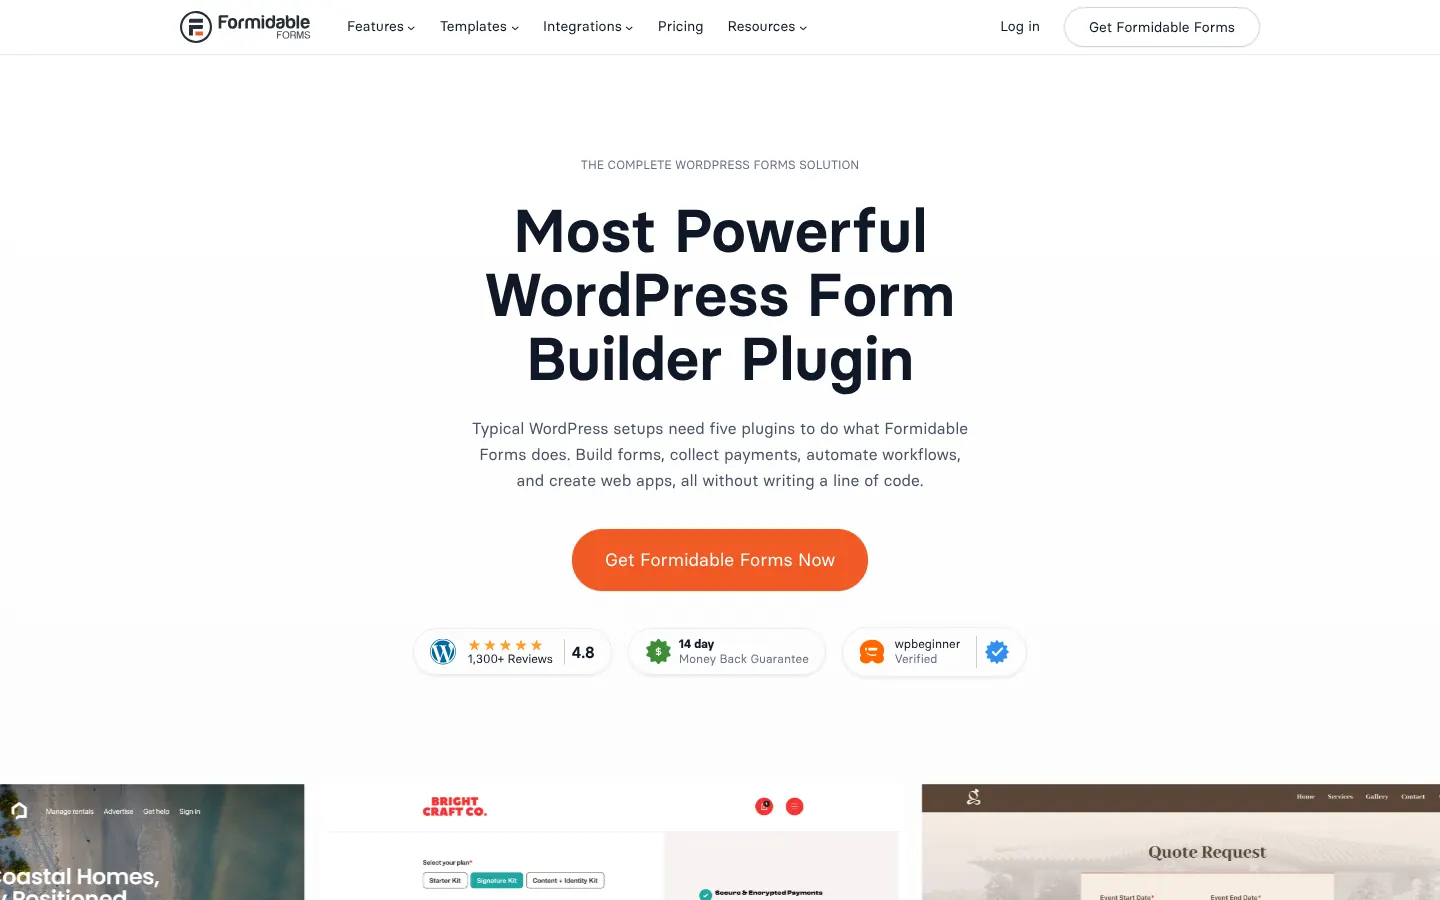 Formidable
FORMS
Features
Templates
Integrations
Pricing
Resources
Log in
Get Formidable Forms
THE COMPLETE WORDPRESS FORMS SOLUTION
Most Powerful
WordPress Form
Builder Plugin
Typical WordPress setups need five plugins to do what Formidable
Forms does. Build forms, collect payments, automate workflows,
and create web apps, all without writing a line of code.
Get Formidable Forms Now
1,300+ Reviews
4.8
14 day
Money Back Guarantee
wpbeginner
Verified
Manage rentals Advertise Get help Sign in
oastal Homes,
y Positioned
BRIGHT
CRAFT CO.
Select your plan*
Starter Kit
Signature Kit
Content + Identity Kit
Secure & Encrypted Payments
Home Services Gallery Contact
Quote Request
Event Start Date*
Event End Date*